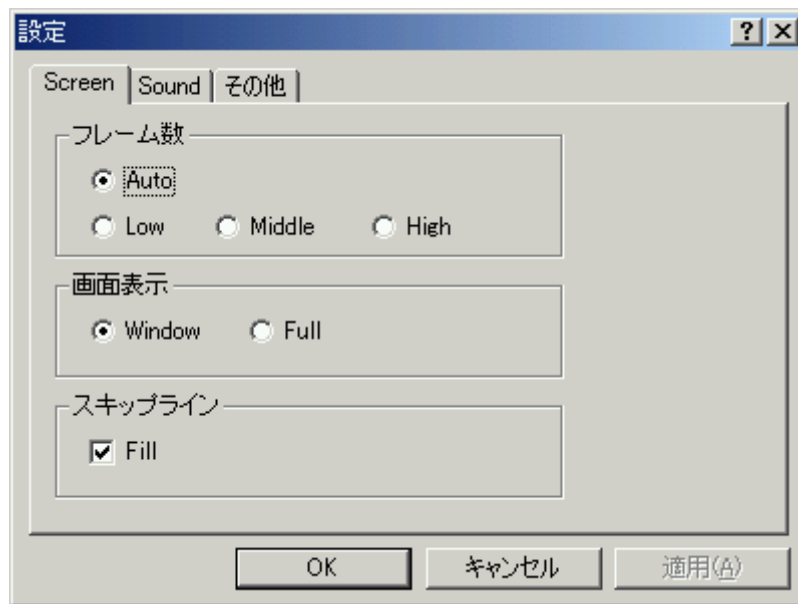 設定
Screen Sound その他
フレーム数
Auto
Low Middle High
画面表示
Window Full
スキップライン
Fill
OK キャンセル 適用(A)